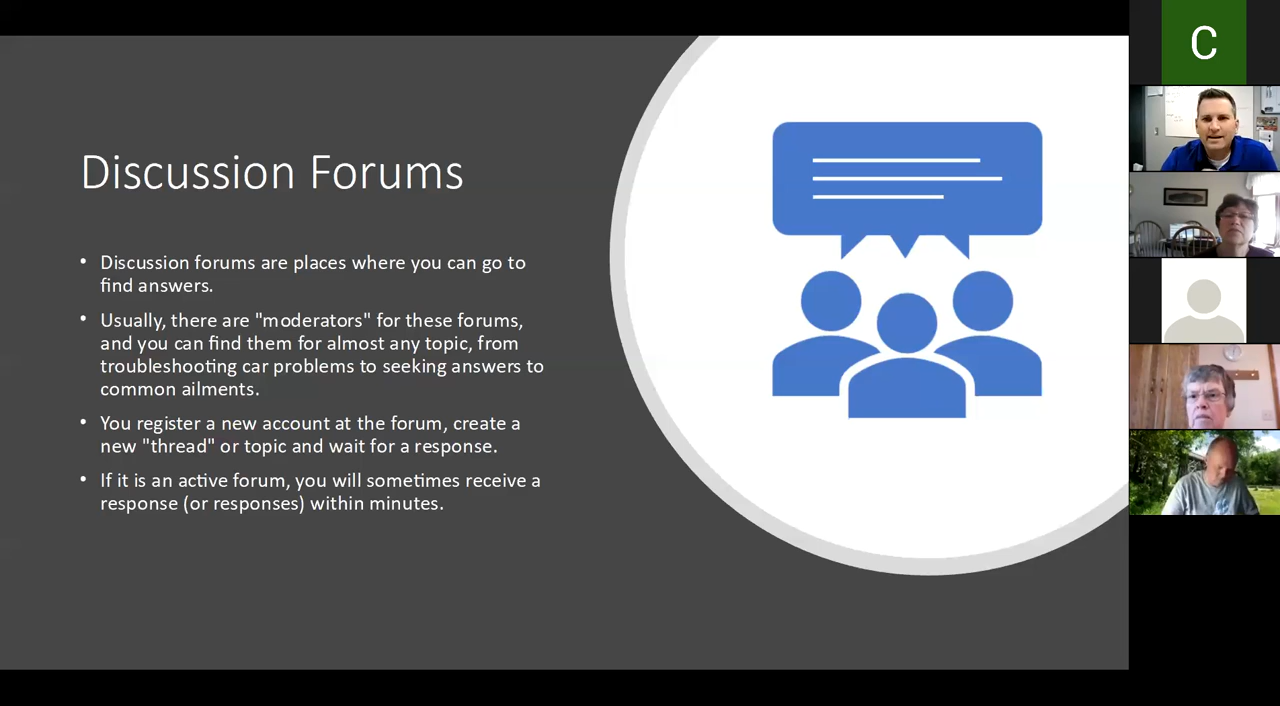 Discussion Forums
• Discussion forums are places where you can go to
find answers.
• Usually, there are "moderators" for these forums,
and you can find them for almost any topic, from
troubleshooting car problems to seeking answers to
common ailments.
• You register a new account at the forum, create a
new "thread" or topic and wait for a response.
• If it is an active forum, you will sometimes receive a
response (or responses) within minutes.
C